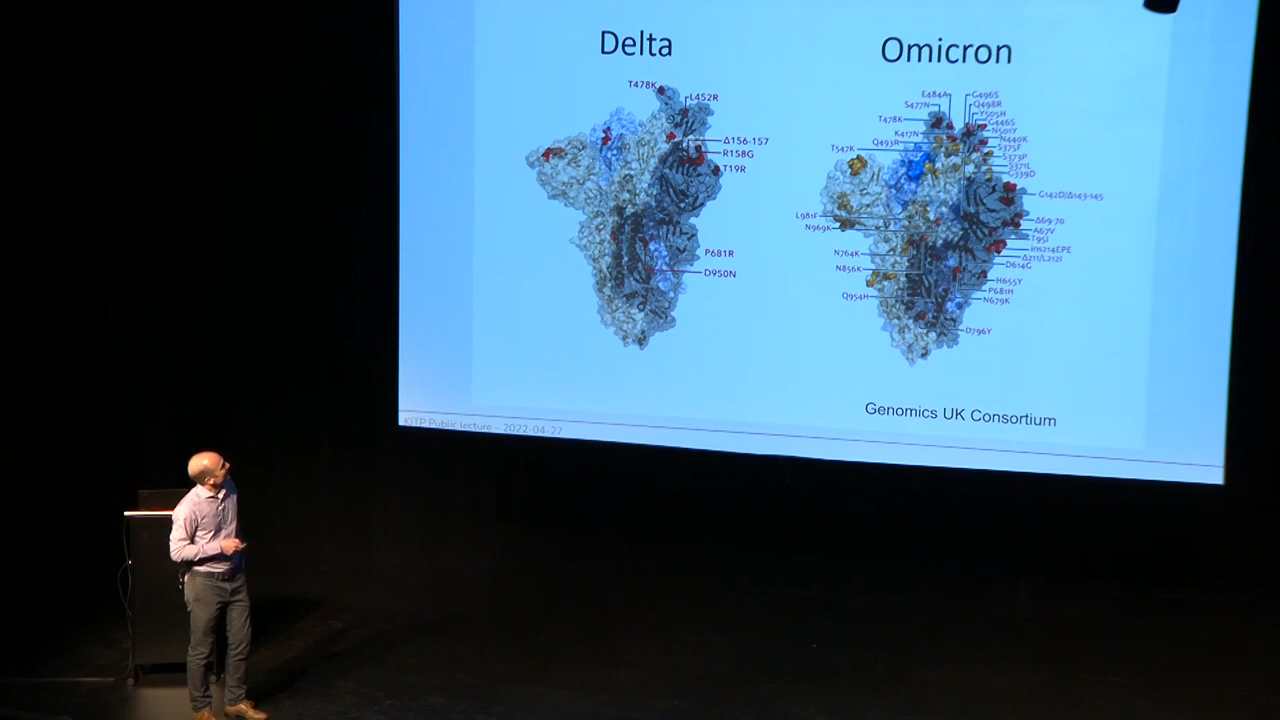 Delta
Omicron
T478K
L452R
Δ156-157
R158G
T19R
P681R
D950N
E484A
G496S
S477N
Q498R
Y505H
T478K
G446S
K417N
N501Y
N440K
Q493R
S375F
T547K
S373P
S371L
G339D
G142D/Δ143-145
L981F
Δ69-70
N969K
A67V
T95I
ins214EPE
N764K
Δ211/L212I
D614G
N856K
H655Y
P681H
Q954H
N679K
D796Y
Genomics UK Consortium
KITP Public lecture – 2022-04-27